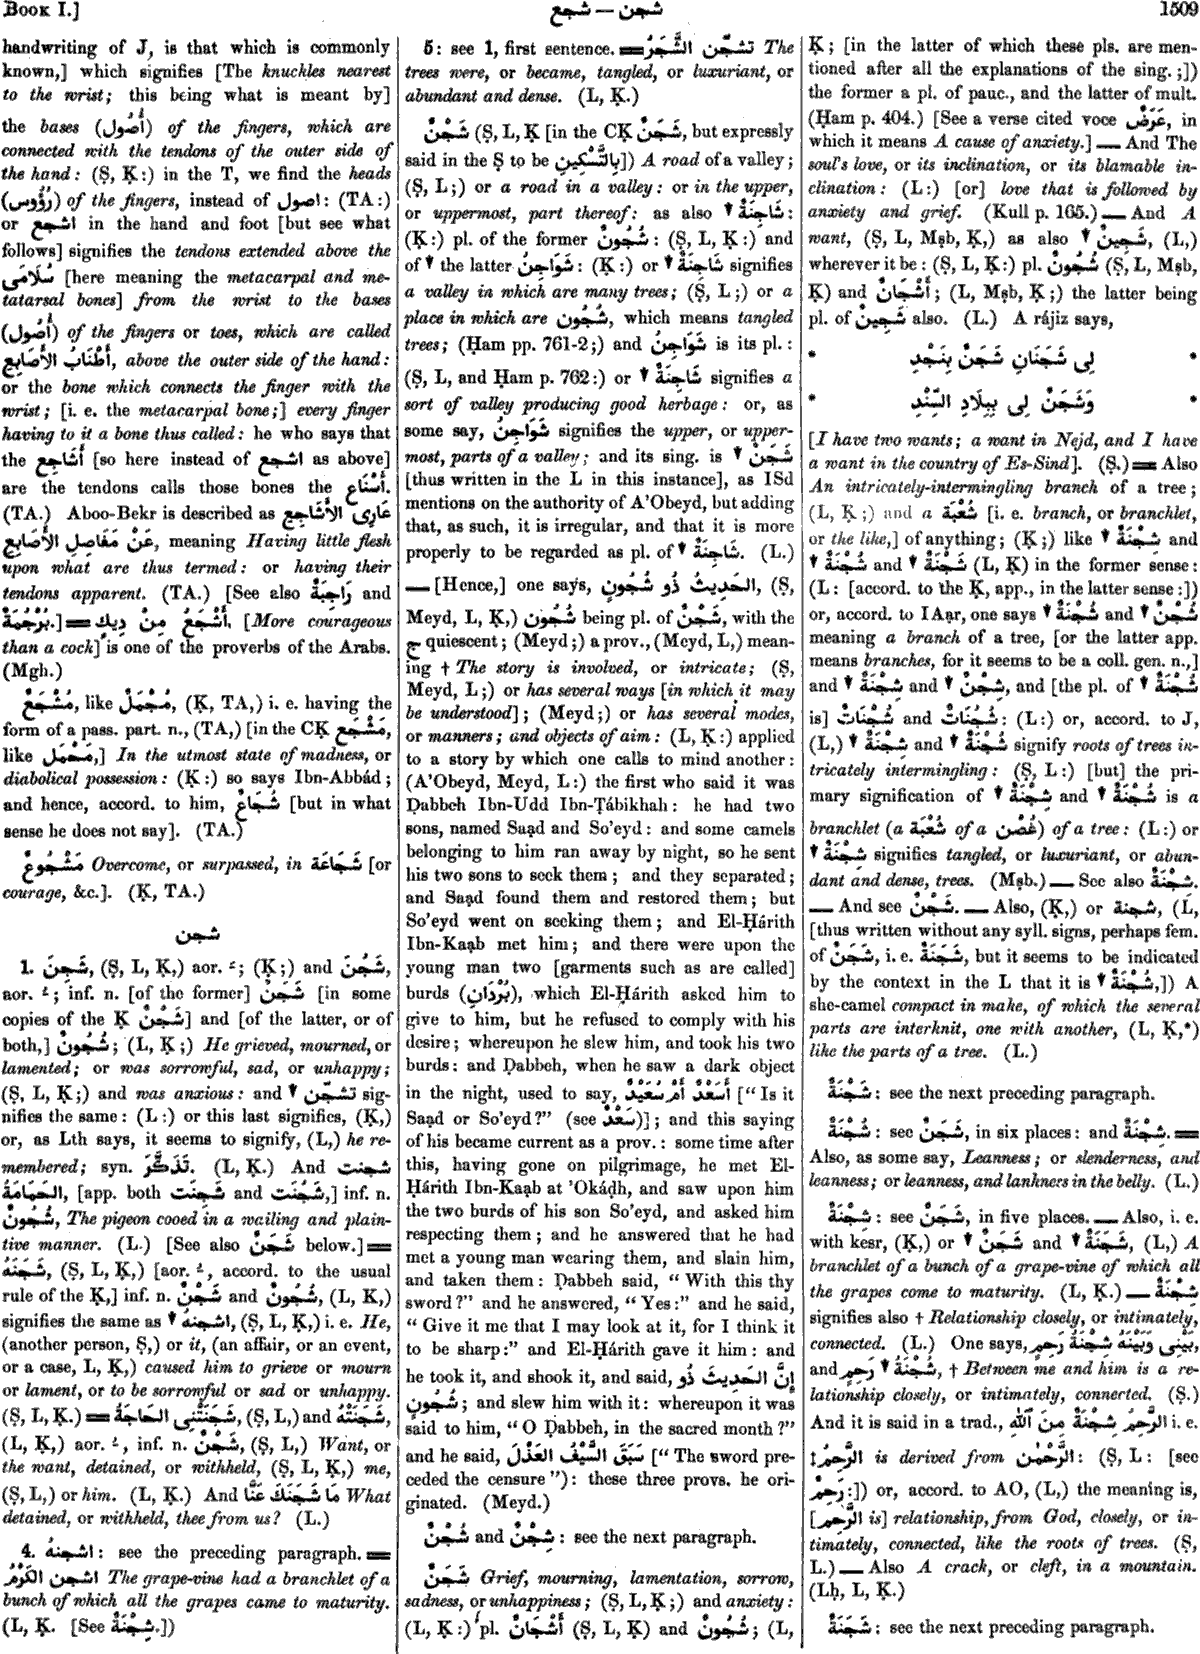 BOOK I.]
شجن — شجع
1509
handwriting of J, is that which is commonly
known,] which signifies [The knuckles nearest
to the wrist; this being what is meant by]
the bases (أُصُول) of the fingers, which are
connected with the tendons of the outer side of
the hand: (Ṣ, Ḳ:) in the T, we find the heads
(رُؤُوس) of the fingers, instead of اصول: (TA:)
or اشجع in the hand and foot [but see what
follows] signifies the tendons extended above the
سُلَامَى [here meaning the metacarpal and me-
tatarsal bones] from the wrist to the bases
(أُصُول) of the fingers or toes, which are called
أَطْنَابُ الأَصَابِعِ, above the outer side of the hand:
or the bone which connects the finger with the
wrist; [i. e. the metacarpal bone;] every finger
having to it a bone thus called: he who says that
the أَشَاجِع [so here instead of اشجع as above]
are the tendons calls those bones the أَسْنَاع.
(TA.) Aboo-Bekr is described as عَارِى الأَشَاجِعِ
عَنْ مَفَاصِلِ الأَصَابِعِ, meaning Having little flesh
upon what are thus termed: or having their
tendons apparent. (TA.) [See also رَاجِبَةٌ and
بُرْجُمَةٌ.]═أَشْجَعُ مِنْ دِيكٍ. [More courageous
than a cock] is one of the proverbs of the Arabs.
(Mgh.)
مُشْجَعٌ, like مُجْمَلٌ, (Ḳ, TA,) i. e. having the
form of a pass. part. n., (TA,) [in the CḲ مَشْجَع,
like مَحْمَل,] In the utmost state of madness, or
diabolical possession: (Ḳ:) so says Ibn-Abbád;
and hence, accord. to him, شُجَاعٌ [but in what
sense he does not say]. (TA.)
مَشْجُوعٌ Overcome, or surpassed, in شَجَاعَة [or
courage, &c.]. (Ḳ, TA.)
شجن
1. شَجِنَ, (Ṣ, L, Ḳ,) aor. ـَ; (Ḳ;) and شَجُنَ,
aor. ـُ; inf. n. [of the former] شَجَنٌ [in some
copies of the Ḳ شَجْنٌ] and [of the latter, or of
both,] شُجُونٌ; (L, Ḳ;) He grieved, mourned, or
lamented; or was sorrowful, sad, or unhappy;
(Ṣ, L, Ḳ;) and was anxious: and ▼ تشجّن sig-
nifies the same: (L:) or this last signifies, (Ḳ,)
or, as Lth says, it seems to signify, (L,) he re-
membered; syn. تَذَكَّرَ. (L, Ḳ.) And شجنت
الحَمَامَةُ, [app. both شَجِنَت and شَجُنَت,] inf. n.
شُجُونٌ, The pigeon cooed in a wailing and plain-
tive manner. (L.) [See also شَجَنٌ below.]═
شَجَنَهُ, (Ṣ, L, Ḳ,) [aor. ـُ, accord. to the usual
rule of the Ḳ,] inf. n. شَجْنٌ and شُجُونٌ, (L, Ḳ,)
signifies the same as ▼ اشجنه, (Ṣ, L, Ḳ,) i. e. He,
(another person, Ṣ,) or it, (an affair, or an event,
or a case, L, Ḳ,) caused him to grieve or mourn
or lament, or to be sorrowful or sad or unhappy.
(Ṣ, L, Ḳ.)═شَجَنَتْنِى الحَاجَةُ, (Ṣ, L,) and شَجَنَتْهُ,
(L, Ḳ,) aor. ـُ, inf. n. شَجْنٌ, (Ṣ, L,) Want, or
the want, detained, or withheld, (Ṣ, L, Ḳ,) me,
(Ṣ, L,) or him. (L, Ḳ.) And مَا شَجَنَكَ عَنَّا What
detained, or withheld, thee from us? (L.)
4. اشجنهُ: see the preceding paragraph.═
اشجن الكَرْمُ The grape-vine had a branchlet of a
bunch of which all the grapes came to maturity.
(L, Ḳ. [See شِجْنَةٌ.])
5: see 1, first sentence.═تشجّن الشَّجَرُ The
trees were, or became, tangled, or luxuriant, or
abundant and dense. (L, Ḳ.)
شَجْنٌ (Ṣ, L, Ḳ [in the CḲ شَجَنٌ, but expressly
said in the Ṣ to be بِالتَّسْكِينِ]) A road of a valley;
(Ṣ, L;) or a road in a valley: or in the upper,
or uppermost, part thereof: as also ▼ شَاجِنَةٌ:
(Ḳ:) pl. of the former شُجُونٌ: (Ṣ, L, Ḳ:) and
of ▼ the latter شَوَاجِنُ: (Ḳ:) or ▼ شَاجِنَةٌ signifies
a valley in which are many trees; (Ṣ, L;) or a
place in which are شُجُون, which means tangled
trees; (Ḥam pp. 761-2;) and شَوَاجِنُ is its pl.:
(Ṣ, L, and Ḥam p. 762:) or ▼ شَاجِنَةٌ signifies a
sort of valley producing good herbage: or, as
some say, شَوَاجِنُ signifies the upper, or upper-
most, parts of a valley; and its sing. is ▼ شَجَنٌ
[thus written in the L in this instance], as ISd
mentions on the authority of A'Obeyd, but adding
that, as such, it is irregular, and that it is more
properly to be regarded as pl. of ▼ شَاجِنَةٌ. (L.)
— [Hence,] one says, الحَدِيثُ ذُو شُجُونٍ, (Ṣ,
Meyd, L, Ḳ,) شُجُون being pl. of شَجْنٌ, with the
ج quiescent; (Meyd;) a prov., (Meyd, L,) mean-
ing † The story is involved, or intricate; (Ṣ,
Meyd, L;) or has several ways [in which it may
be understood]; (Meyd;) or has several modes,
or manners; and objects of aim: (L, Ḳ:) applied
to a story by which one calls to mind another:
(A'Obeyd, Meyd, L:) the first who said it was
Ḍabbeh Ibn-Udd Ibn-Ṭábikhah: he had two
sons, named Saạd and So'eyd: and some camels
belonging to him ran away by night, so he sent
his two sons to seek them; and they separated;
and Saạd found them and restored them; but
So'eyd went on seeking them; and El-Ḥárith
Ibn-Kaạb met him; and there were upon the
young man two [garments such as are called]
burds (بُرْدَانِ), which El-Ḥárith asked him to
give to him, but he refused to comply with his
desire; whereupon he slew him, and took his two
burds: and Ḍabbeh, when he saw a dark object
in the night, used to say, أَسَعْدٌ أَمْ سُعَيْدٌ ["Is it
Saạd or So'eyd?" (see سَعْدٌ)]; and this saying
of his became current as a prov.: some time after
this, having gone on pilgrimage, he met El-
Ḥárith Ibn-Kaạb at 'Okáḍh, and saw upon him
the two burds of his son So'eyd, and asked him
respecting them; and he answered that he had
met a young man wearing them, and slain him,
and taken them: Ḍabbeh said, "With this thy
sword?" and he answered, "Yes:" and he said,
"Give it me that I may look at it, for I think it
to be sharp:" and El-Ḥárith gave it him: and
he took it, and shook it, and said, إِنَّ الحَدِيثَ ذُو
شُجُونٍ; and slew him with it: whereupon it was
said to him, "O Ḍabbeh, in the sacred month?"
and he said, سَبَقَ السَّيْفُ العَذَلَ ["The sword pre-
ceded the censure"]: these three provs. he ori-
ginated. (Meyd.)
شُجْنٌ and شِجْنٌ: see the next paragraph.
شَجَنٌ Grief, mourning, lamentation, sorrow,
sadness, or unhappiness; (Ṣ, L, Ḳ;) and anxiety:
(L, Ḳ:) pl. أَشْجَانٌ (Ṣ, L, Ḳ) and شُجُونٌ; (L,
Ḳ; [in the latter of which these pls. are men-
tioned after all the explanations of the sing.;])
the former a pl. of pauc., and the latter of mult.
(Ḥam p. 404.) [See a verse cited voce عَرَضٌ, in
which it means A cause of anxiety.] — And The
soul's love, or its inclination, or its blamable in-
clination: (L:) [or] love that is followed by
anxiety and grief. (Kull p. 165.) — And A
want, (Ṣ, L, Mṣb, Ḳ,) as also ▼ شَجِينٌ, (L,)
wherever it be: (Ṣ, L, Ḳ:) pl. شُجُونٌ (Ṣ, L, Mṣb,
Ḳ) and أَشْجَانٌ; (L, Mṣb, Ḳ;) the latter being
pl. of شَجِينٌ also. (L.) A rájiz says,
* لِى شَجَنَانِ شَجَنٌ بِنَجْدِ *
* وَشَجَنٌ لِى بِبِلَادِ السِّنْدِ *
[I have two wants; a want in Nejd, and I have
a want in the country of Es-Sind]. (Ṣ.)═Also
An intricately-intermingling branch of a tree;
(L, Ḳ;) and a شُعْبَة [i. e. branch, or branchlet,
or the like,] of anything; (Ḳ;) like ▼ شِجْنَةٌ and
▼ شُجْنَةٌ and ▼ شَجْنَةٌ (L, Ḳ) in the former sense:
(L: [accord. to the Ḳ, app., in the latter sense:])
or, accord. to IAạr, one says ▼ شُجْنَةٌ and ▼ شُجْنٌ
meaning a branch of a tree, [or the latter app.
means branches, for it seems to be a coll. gen. n.,]
and ▼ شِجْنَةٌ and ▼ شِجْنٌ, and [the pl. of ▼ شُجْنَةٌ
is] شُجْنَاتٌ and شُجُنَاتٌ: (L:) or, accord. to J,
(L,) ▼ شِجْنَةٌ and ▼ شُجْنَةٌ signify roots of trees in-
tricately intermingling: (Ṣ, L:) [but] the pri-
mary signification of ▼ شِجْنَةٌ and ▼ شُجْنَةٌ is a
branchlet (a شُعْبَة of a غُصْن) of a tree: (L:) or
▼ شِجْنَةٌ signifies tangled, or luxuriant, or abun-
dant and dense, trees. (Mṣb.) — See also شِجْنَةٌ.
— And see شَجْنٌ. — Also, (Ḳ,) or شجنة, (L,
[thus written without any syll. signs, perhaps fem.
of شَجَنٌ, i. e. شَجَنَةٌ, but it seems to be indicated
by the context in the L that it is ▼ شُجْنَةٌ,]) A
she-camel compact in make, of which the several
parts are interknit, one with another, (L, Ḳ,*)
like the parts of a tree. (L.)
شَجْنَةٌ: see the next preceding paragraph.
شُجْنَةٌ: see شَجَنٌ, in six places: and شِجْنَةٌ.═
Also, as some say, Leanness; or slenderness, and
leanness; or leanness, and lankness in the belly. (L.)
شِجْنَةٌ: see شَجَنٌ, in five places. — Also, i. e.
with kesr, (Ḳ,) or ▼ شَجَنٌ and ▼ شَجَنَةٌ, (L,) A
branchlet of a bunch of a grape-vine of which all
the grapes come to maturity. (L, Ḳ.) — شِجْنَةٌ
signifies also † Relationship closely, or intimately,
connected. (L.) One says, بَيْنِى وَبَيْنَهُ شِجْنَةُ رَحِمٍ,
and ▼ شُجْنَةُ رَحِمٍ, † Between me and him is a re-
lationship closely, or intimately, connected. (Ṣ.)
And it is said in a trad., الرَّحِمُ شِجْنَةٌ مِنَ ٱللّٰهِ i. e.
الرَّحِمُ is derived from الرَّحْمٰن: (Ṣ, L: [see
رَحِمٌ:]) or, accord. to AO, (L,) the meaning is,
[الرَّحِم is] relationship, from God, closely, or in-
timately, connected, like the roots of trees. (Ṣ,
L.) — Also A crack, or cleft, in a mountain.
(Lḥ, L, Ḳ.)
شَجَنَةٌ: see the next preceding paragraph.